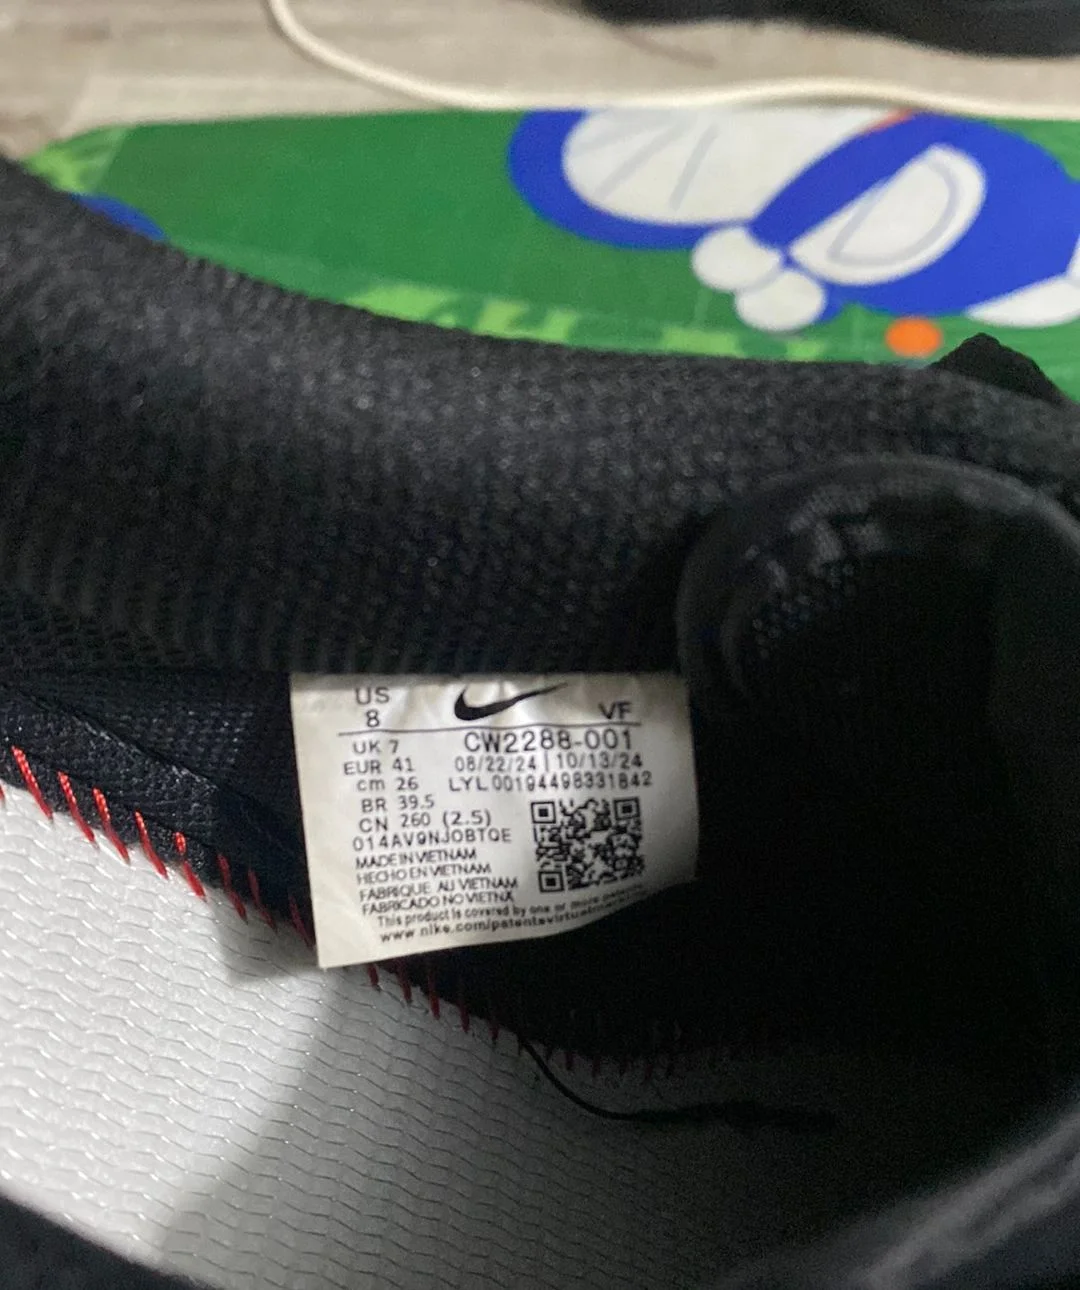 US
8
VF
UK 7
CW2288-001
EUR 41
08/22/24 | 10/13/24
cm 26
LYL 00194498331842
BR 39.5
CN 260 (2.5)
014AV9NJOBTQE
MADE IN VIETNAM
HECHO EN VIETNAM
FABRIQUE AU VIETNAM
FABRICADO NO VIETNÃ
This product is covered by one or more patents
www.nike.com/patents